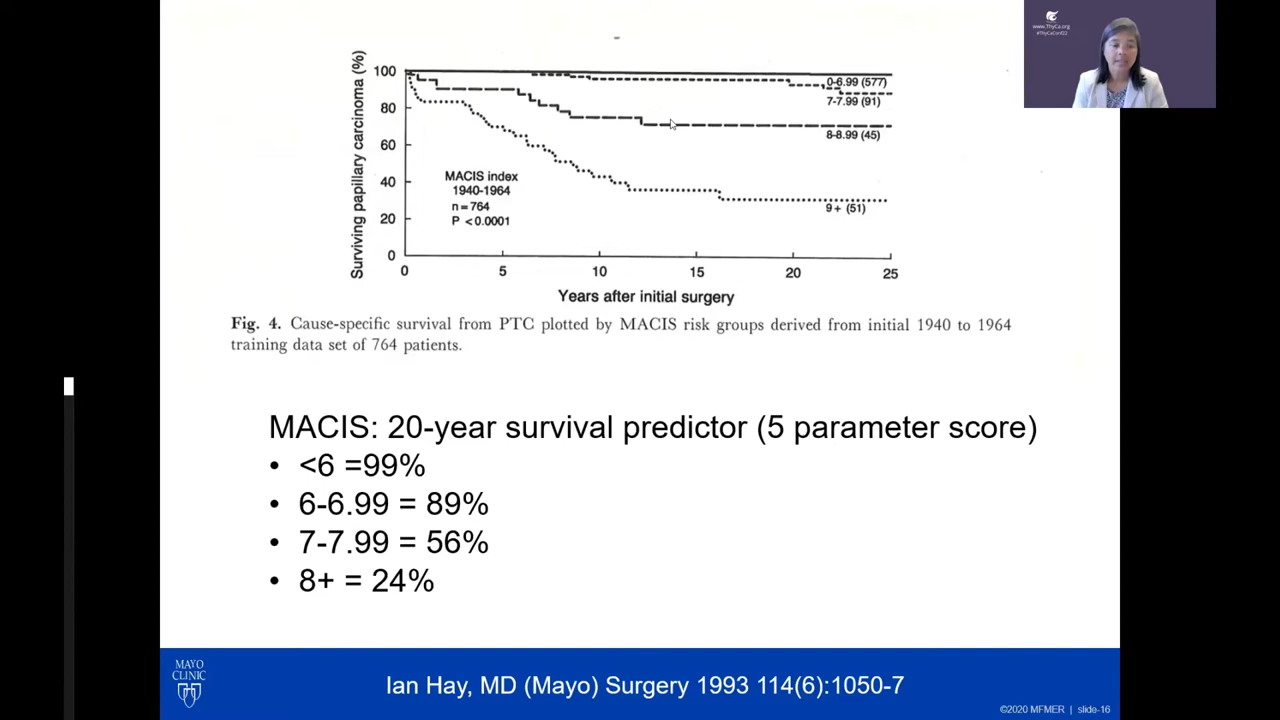 www.ThyCa.org
#ThyCaConf22
Surviving papillary carcinoma (%)
100
80
60
40
20
0
0-6.99 (577)
7-7.99 (91)
8-8.99 (45)
9+ (51)
MACIS index
1940-1964
n=764
P <0.0001
0 5 10 15 20 25
Years after initial surgery
Fig. 4. Cause-specific survival from PTC plotted by MACIS risk groups derived from initial 1940 to 1964
training data set of 764 patients.
MACIS: 20-year survival predictor (5 parameter score)
• <6 =99%
• 6-6.99 = 89%
• 7-7.99 = 56%
• 8+ = 24%
MAYO
CLINIC
Ian Hay, MD (Mayo) Surgery 1993 114(6):1050-7
©2020 MFMER | slide-16